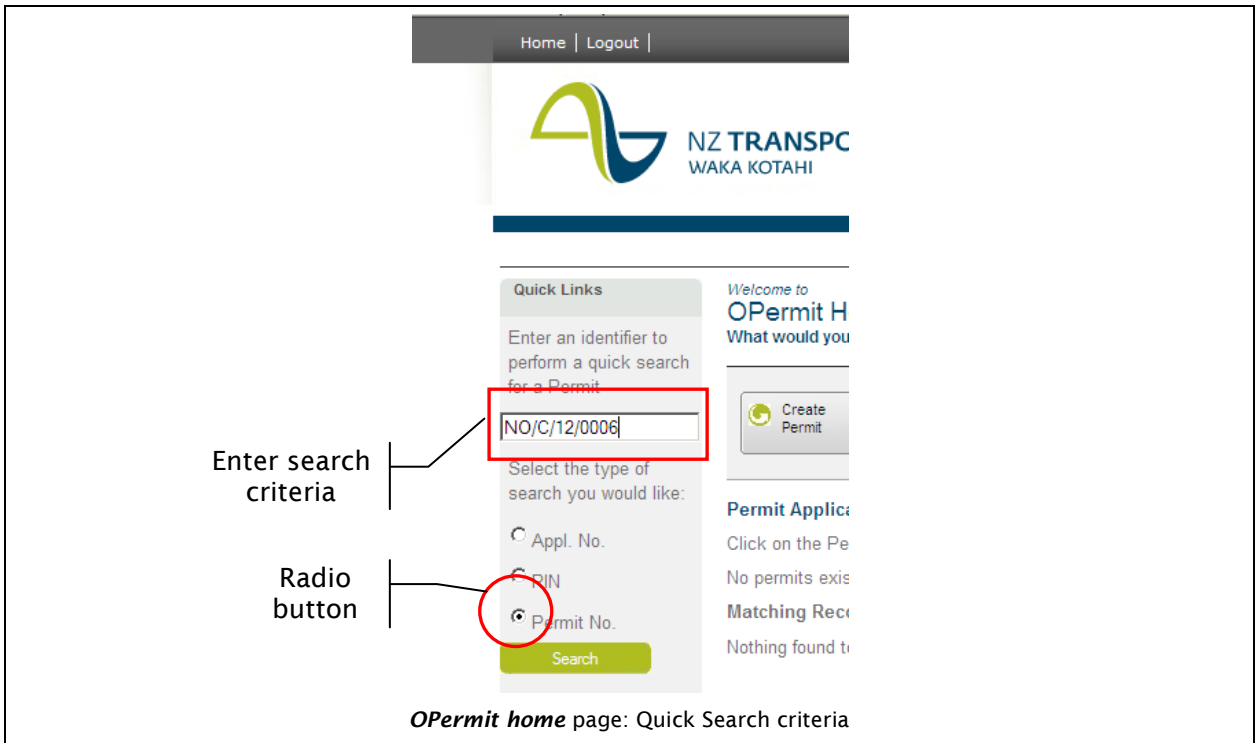 Home | Logout |
NZ TRANSPO
WAKA KOTAHI
Quick Links
Enter an identifier to
perform a quick search
for a Permit
NO/C/12/0006
Select the type of
search you would like:
Appl. No.
PIN
Permit No.
Search
Welcome to
OPermit H
What would you
Create
Permit
Permit Applica
Click on the Pe
No permits exis
Matching Reco
Nothing found to
Enter search
criteria
Radio
button
OPermit home page: Quick Search criteria